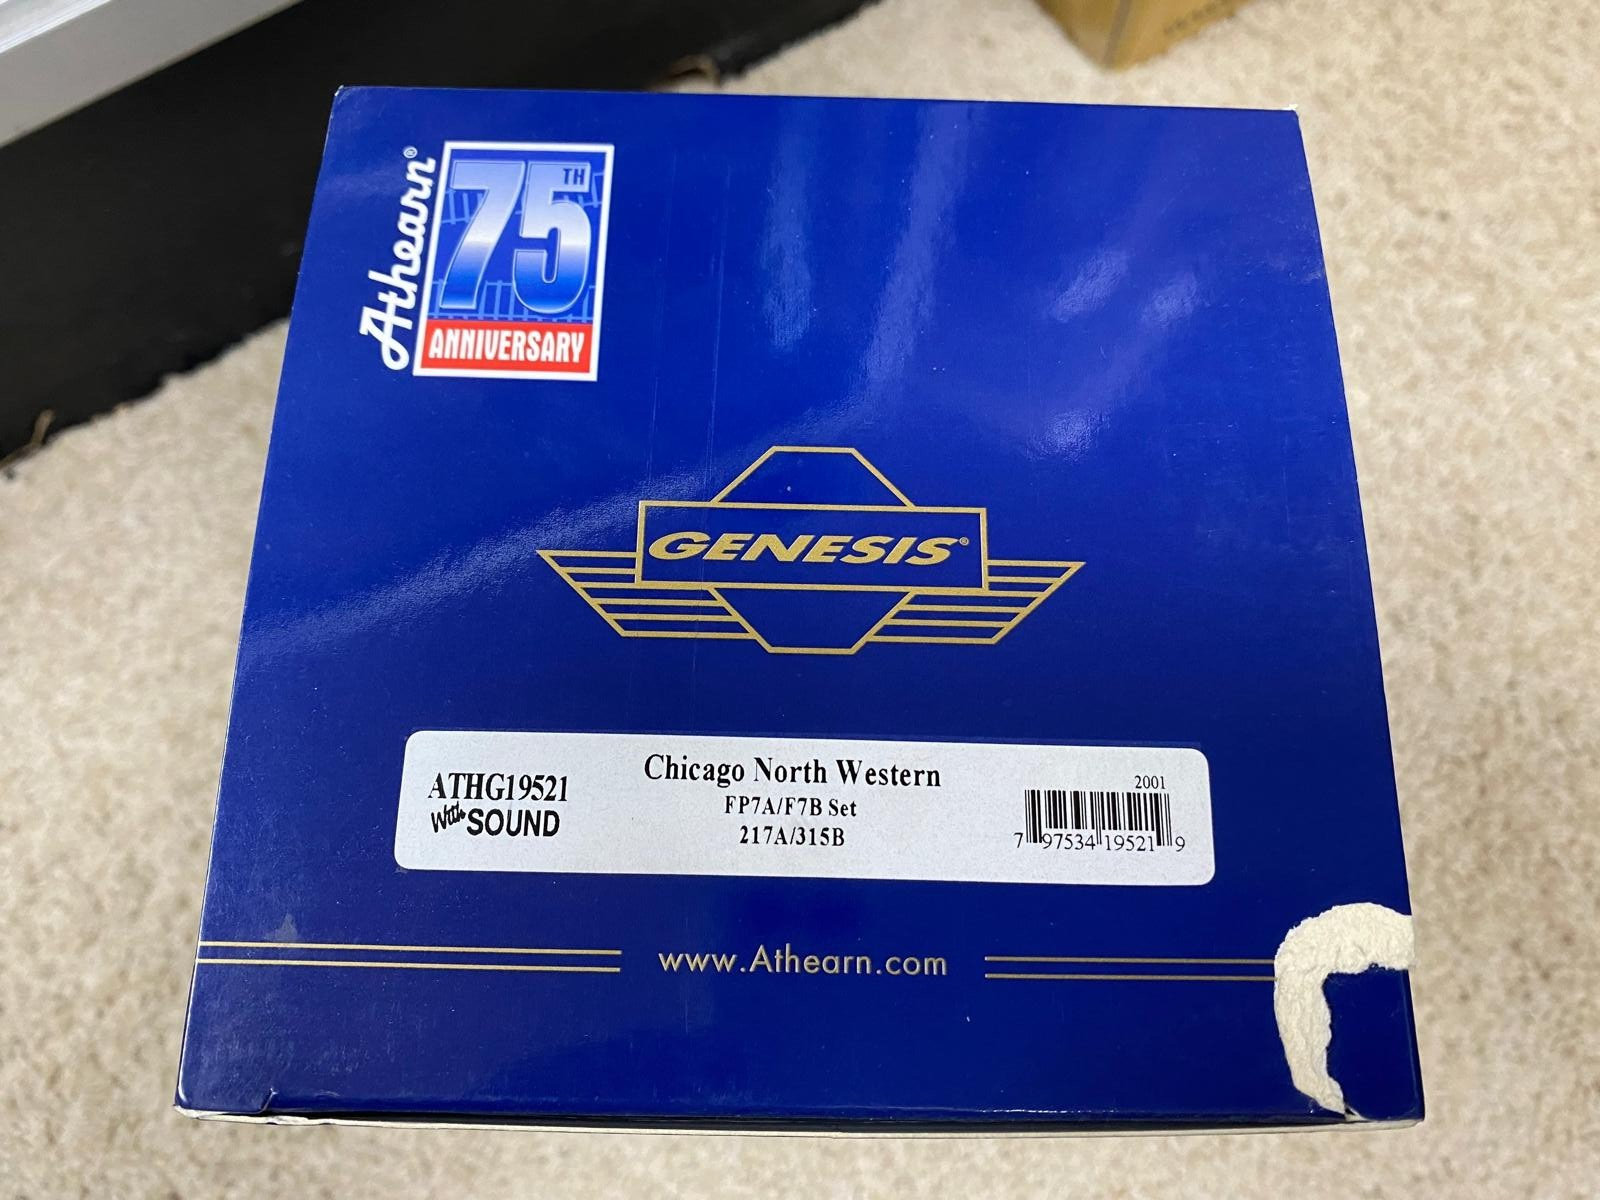 Athearn®
75TH
ANNIVERSARY
GENESIS®
ATHG19521
With SOUND
Chicago North Western
FP7A/F7B Set
217A/315B
2001
7 97534 19521 9
www.Athearn.com